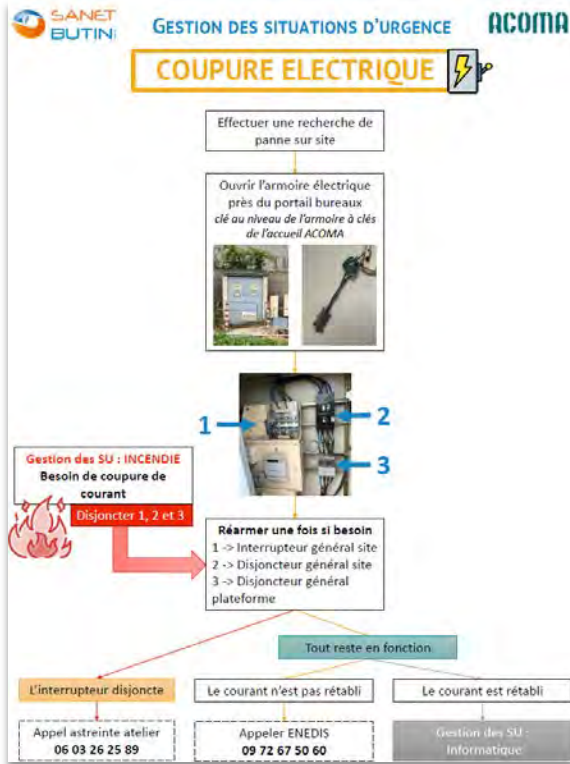 SANET
BUTIN
GESTION DES SITUATIONS D'URGENCE
ACOMA
COUPURE ELECTRIQUE
Effectuer une recherche de
panne sur site
Ouvrir l'armoire électrique
près du portail bureaux
clé au niveau de l'armoire à clés
de l'accueil ACOMA
1
2
3
Gestion des SU : INCENDIE
Besoin de coupure de
courant
Disjoncter 1, 2 et 3
Réarmer une fois si besoin
1 -> Interrupteur général site
2 -> Disjoncteur général site
3 -> Disjoncteur général
plateforme
Tout reste en fonction
L'interrupteur disjoncte
Le courant n'est pas rétabli
Le courant est rétabli
Appel astreinte atelier
06 03 26 25 89
Appeler ENEDIS
09 72 67 50 60
Gestion des SU :
Informatique